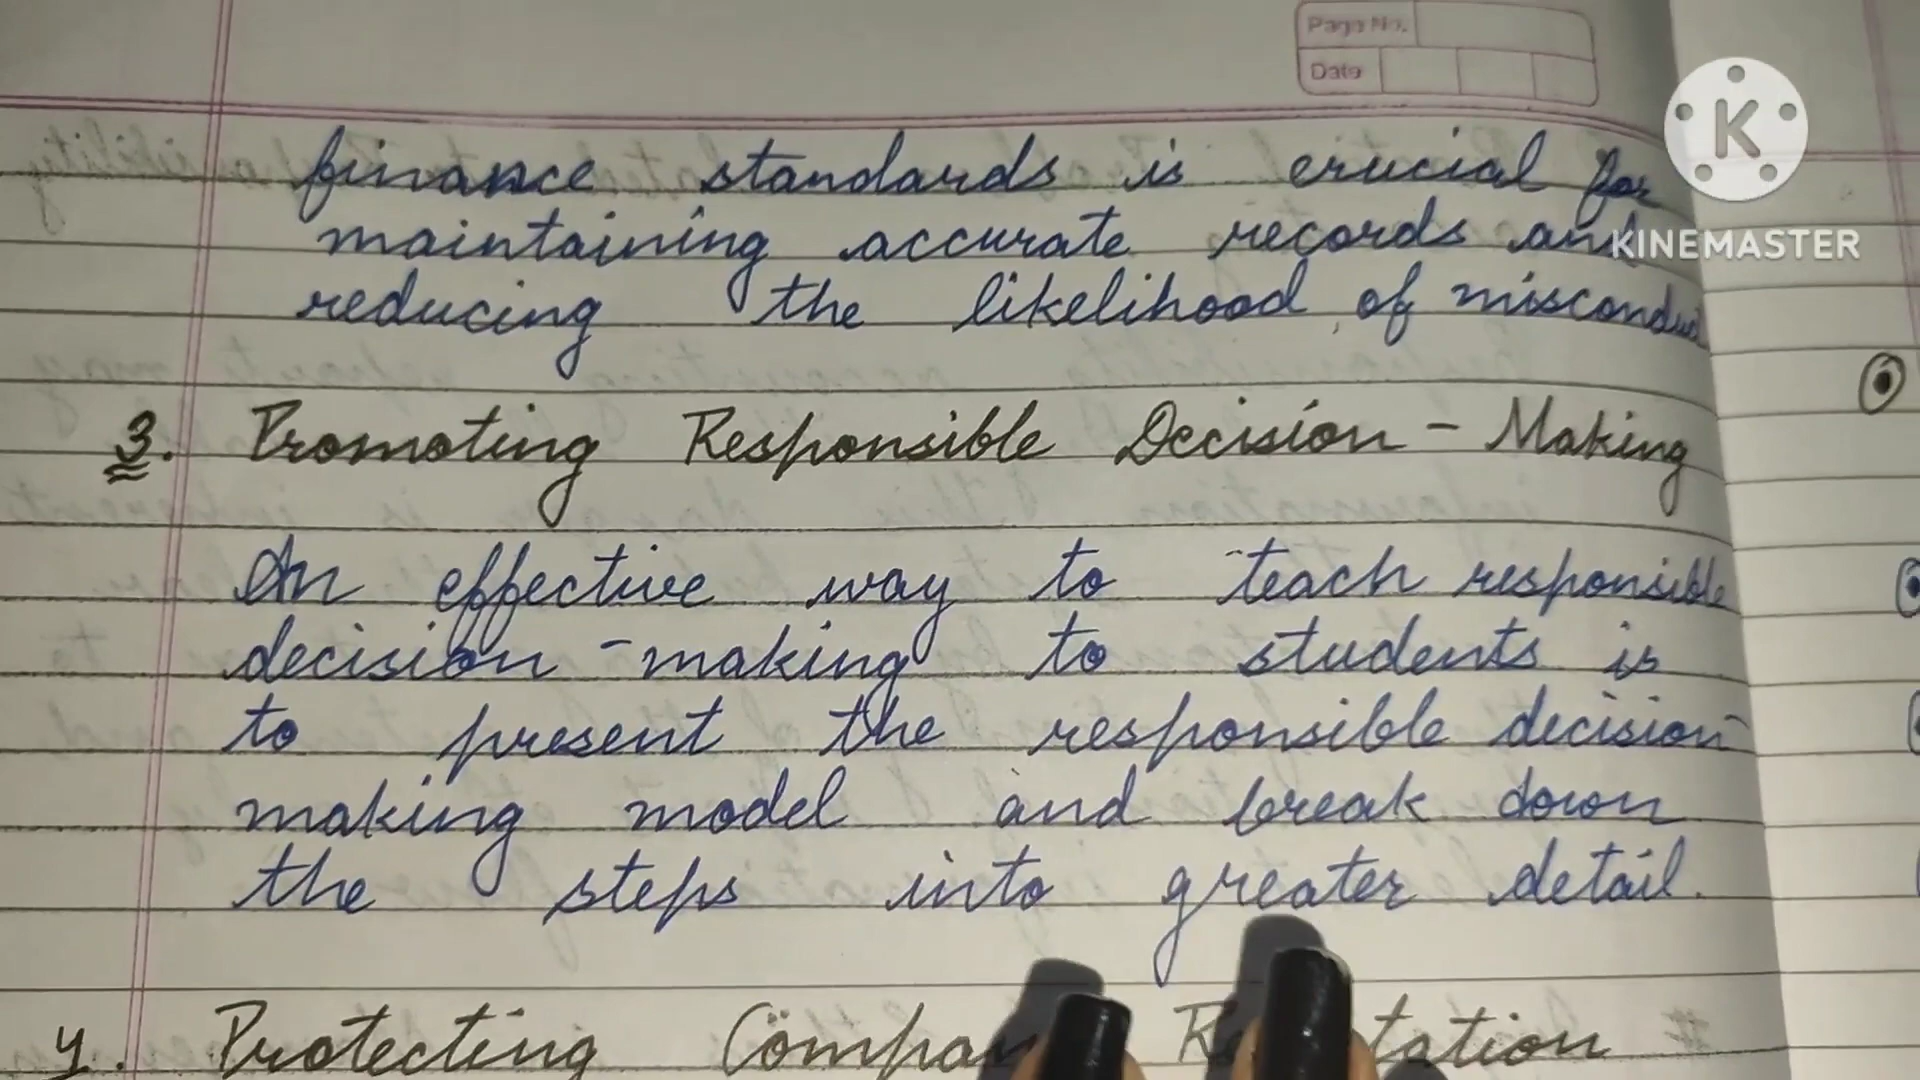 Page No.
Date
finance standards is crucial for
maintaining accurate records and
reducing the likelihood of misconduct
3. Promoting Responsible Decision - Making
An effective way to teach responsible
decision - making to students is
to present the responsible decision-
making model and break down
the steps into greater detail.
4. Protecting Company Reputation
K
KINEMASTER